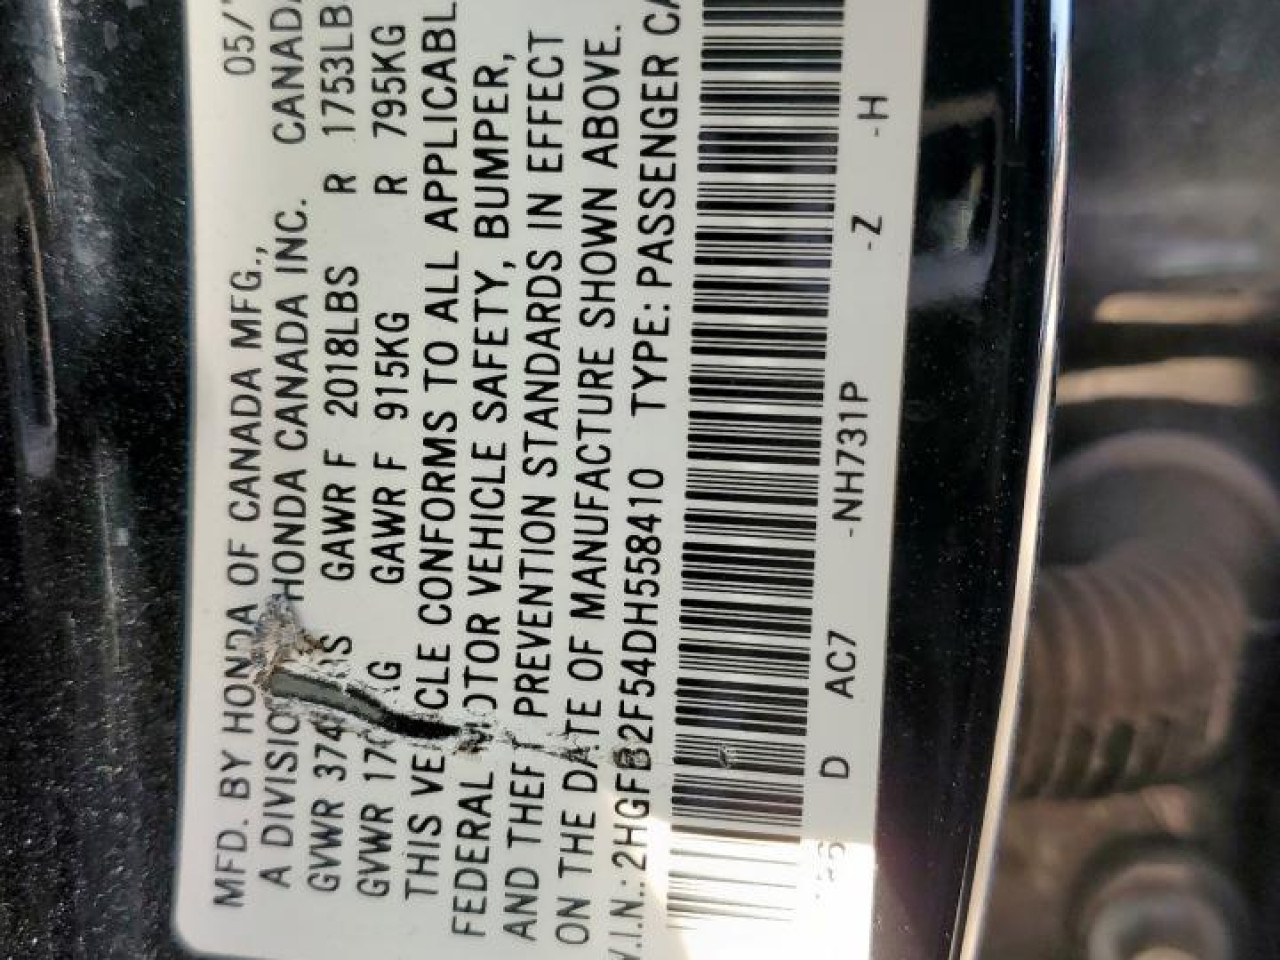 MFD. BY HONDA OF CANADA MFG., 05/
A DIVISIO HONDA CANADA INC. CANADA
GVWR 374 S GAWR F 2018LBS R 1753LB
GVWR 17 G GAWR F 915KG R 795KG
THIS VE CLE CONFORMS TO ALL APPLICABL
FEDERAL MOTOR VEHICLE SAFETY, BUMPER,
AND THEF PREVENTION STANDARDS IN EFFECT
ON THE DATE OF MANUFACTURE SHOWN ABOVE.
V.I.N.: 2HGFB2F54DH558410 TYPE: PASSENGER CA
D AC7 -NH731P -Z -H